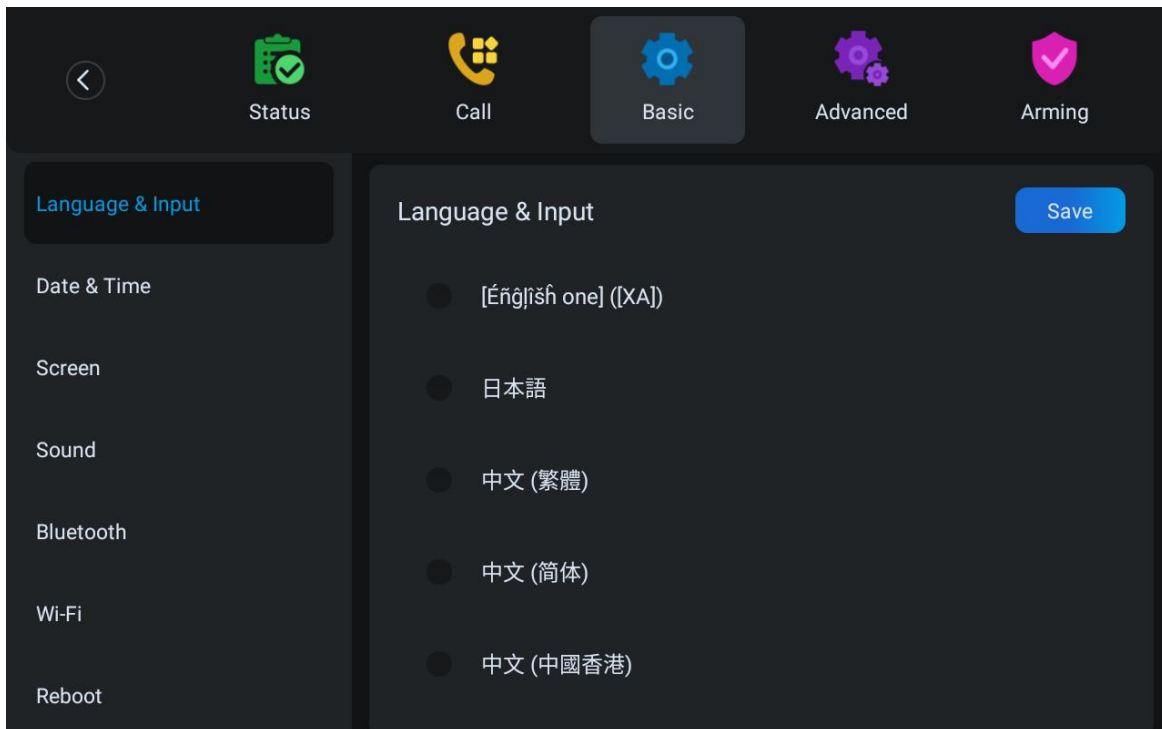 Status
Call
Basic
Advanced
Arming
Language & Input
Date & Time
Screen
Sound
Bluetooth
Wi-Fi
Reboot
Language & Input
Save
[Éñĝļîšĥ one] ([XA])
日本語
中文 (繁體)
中文 (简体)
中文 (中國香港)